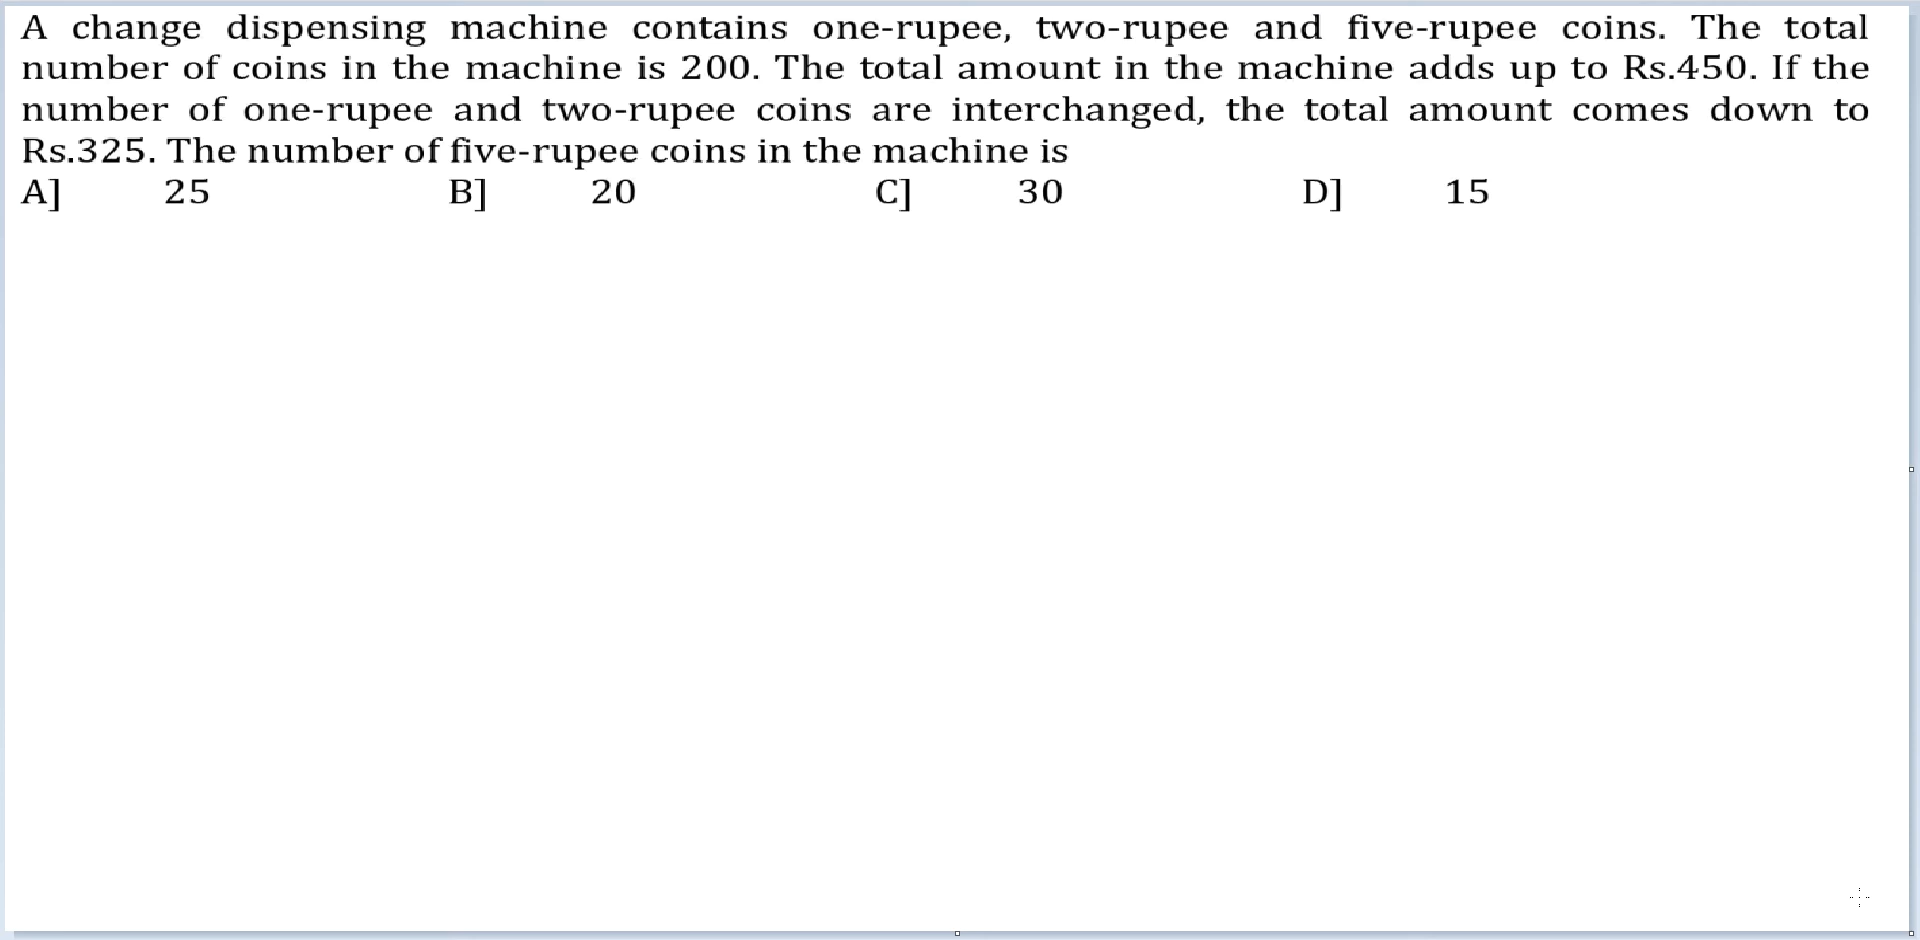 A change dispensing machine contains one-rupee, two-rupee and five-rupee coins. The total
number of coins in the machine is 200. The total amount in the machine adds up to Rs.450. If the
number of one-rupee and two-rupee coins are interchanged, the total amount comes down to
Rs.325. The number of five-rupee coins in the machine is
A] 25 B] 20 C] 30 D] 15